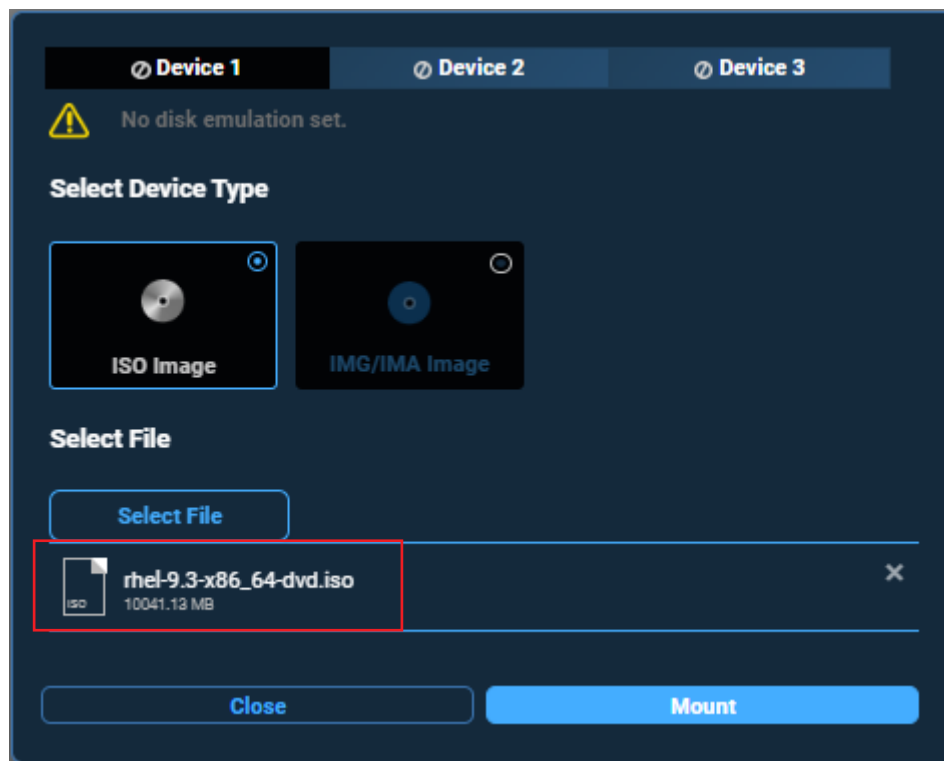 Device 1 Device 2 Device 3
No disk emulation set.
Select Device Type
ISO Image IMG/IMA Image
Select File
Select File
rhel-9.3-x86_64-dvd.iso
ISO
10041.13 MB
Close Mount